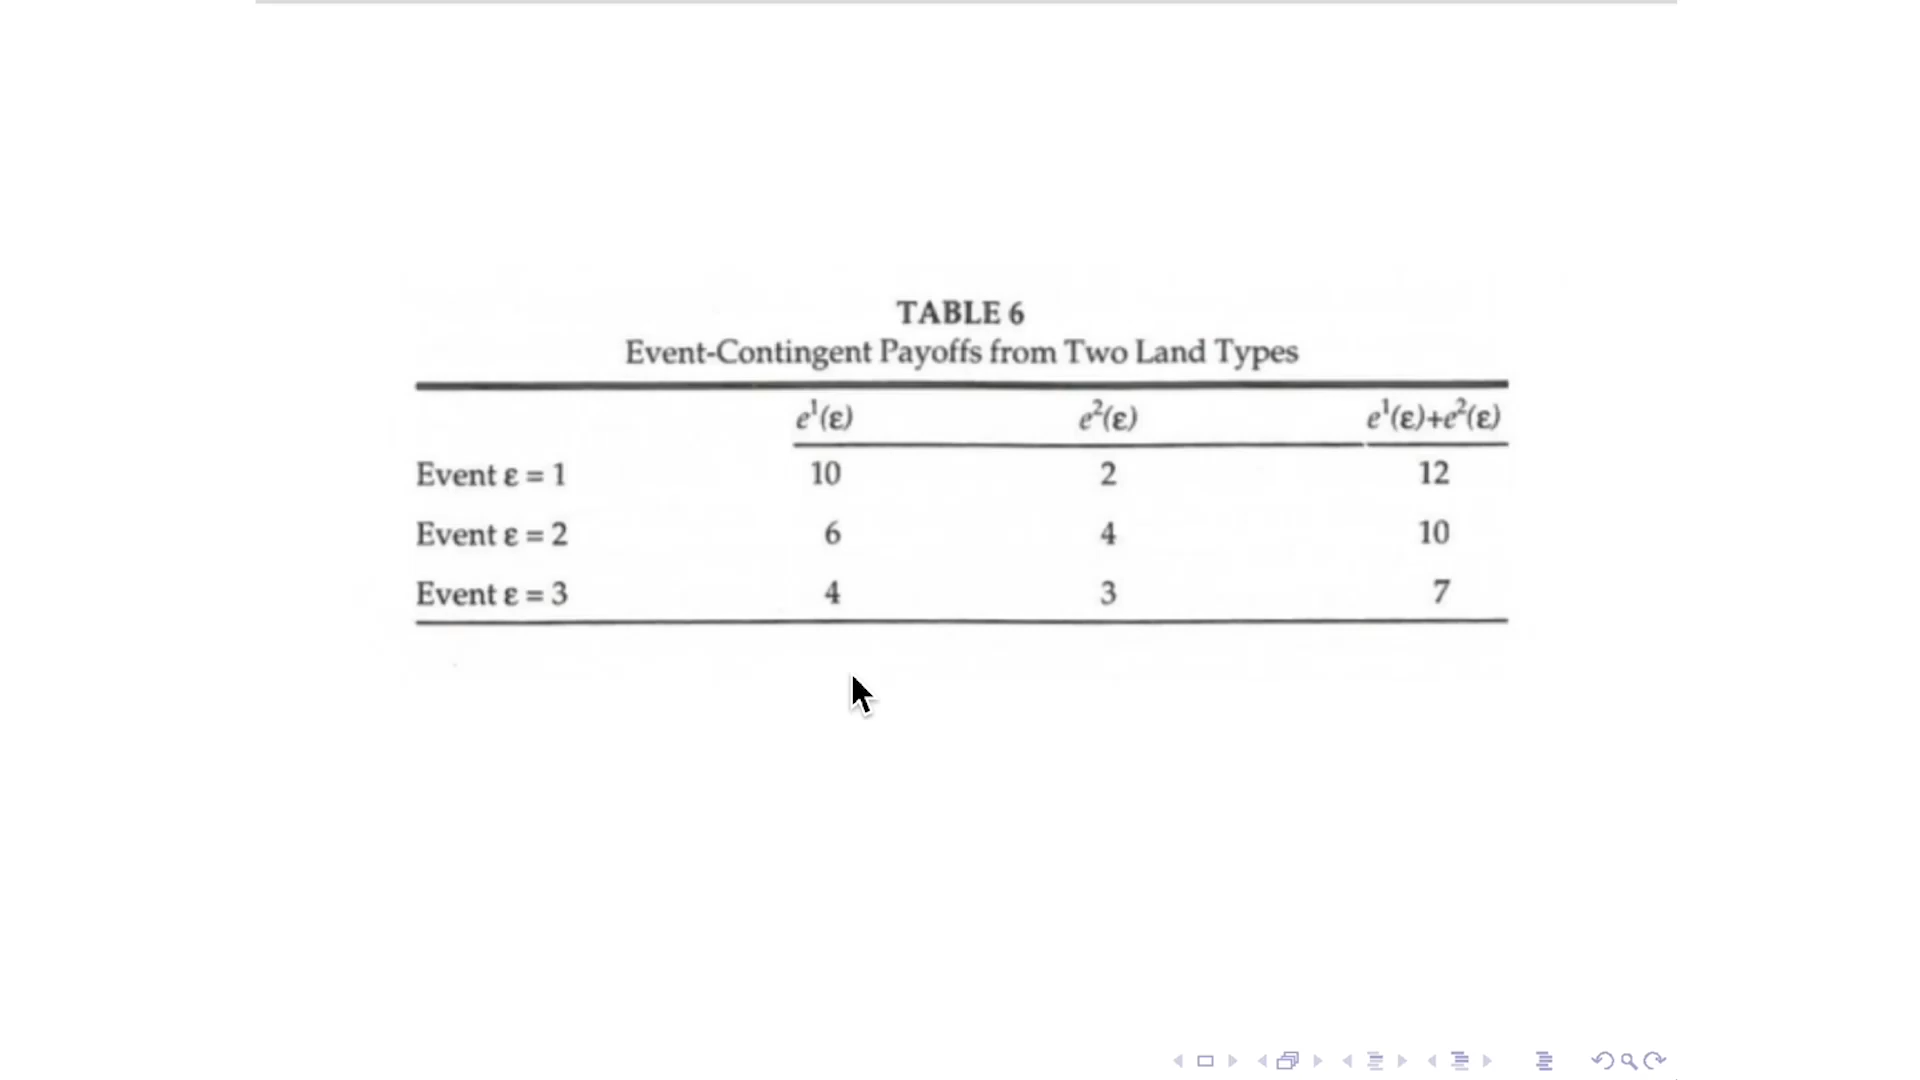 TABLE 6
Event-Contingent Payoffs from Two Land Types
e¹(ε) e²(ε) e¹(ε)+e²(ε)
Event ε = 1 10 2 12
Event ε = 2 6 4 10
Event ε = 3 4 3 7